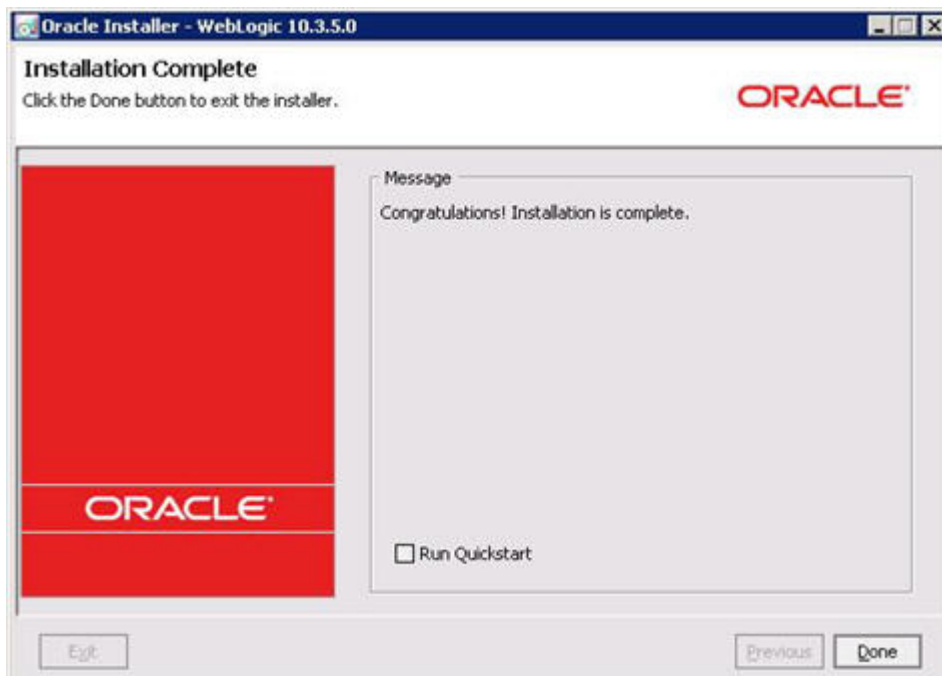 Oracle Installer - WebLogic 10.3.5.0
Installation Complete
Click the Done button to exit the installer.
ORACLE
Message
Congratulations! Installation is complete.
ORACLE
Run Quickstart
Exit
Previous
Done